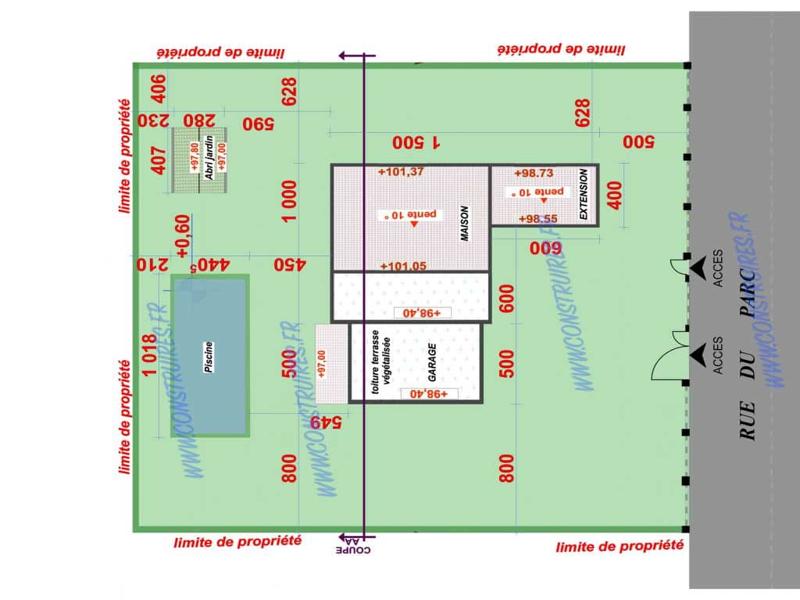 limite de propriété
limite de propriété
406
628
628
230
280
590
1 500
500
407
+97,80
Abri jardin
+97,00
limite de propriété
1 000
+101,37
pente 10 °
MAISON
+101,05
+98.73
pente 10 °
+98.55
EXTENSION
400
600
+0,60
210
440
450
ACCES
1 018
Piscine
+98,40
600
500
+97,00
toiture terrasse
végétalisée
GARAGE
+98,40
500
ACCES
RUE DU PARC
549
limite de propriété
800
800
limite de propriété
COUPE
AA
limite de propriété
WWW.CONSTRUIRES.FR
WWW.CONSTRUIRES.FR
WWW.CONSTRUIRES.FR
WWW.CONSTRUIRES.FR